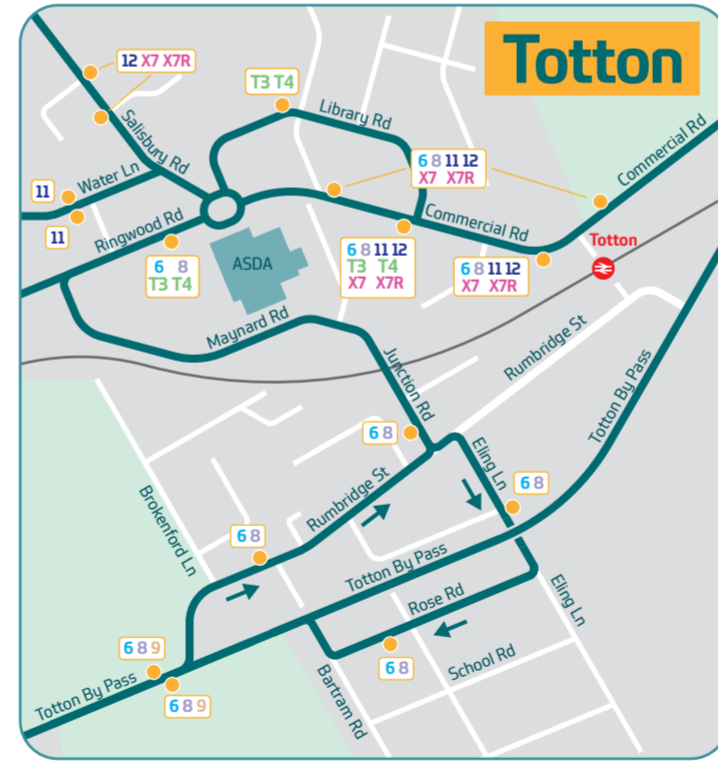 Totton
12 X7 X7R
T3 T4
Library Rd
Salisbury Rd
Commercial Rd
6 8 11 12
X7 X7R
Water Ln
11
11
Ringwood Rd
Commercial Rd
Totton
6 8
T3 T4
ASDA
6 8 11 12
T3 T4
X7 X7R
6 8 11 12
X7 X7R
Maynard Rd
Junction Rd
Rumbridge St
Totton By Pass
6 8
Eling Ln
Rumbridge St
6 8
Brokenford Ln
6 8
Totton By Pass
Rose Rd
Eling Ln
6 8 9
School Rd
6 8
Bartram Rd
Totton By Pass
6 8 9